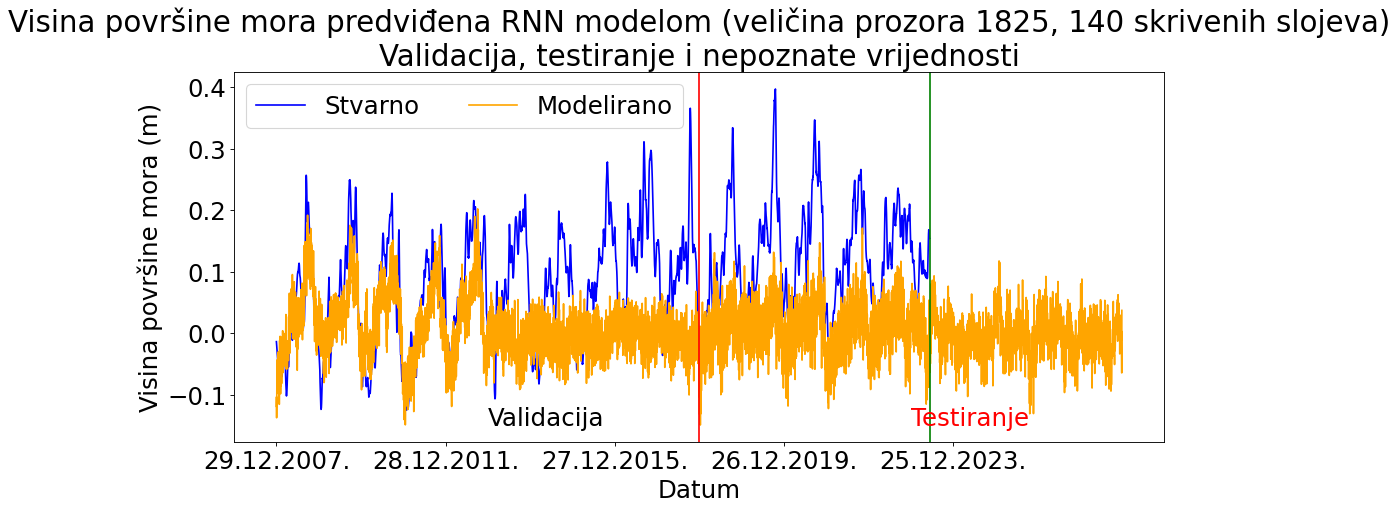 Visina površine mora predviđena RNN modelom (veličina prozora 1825, 140 skrivenih slojeva)
Validacija, testiranje i nepoznate vrijednosti
Stvarno Modelirano
Visina površine mora (m)
0.4
0.3
0.2
0.1
0.0
−0.1
Validacija Testiranje
29.12.2007. 28.12.2011. 27.12.2015. 26.12.2019. 25.12.2023.
Datum